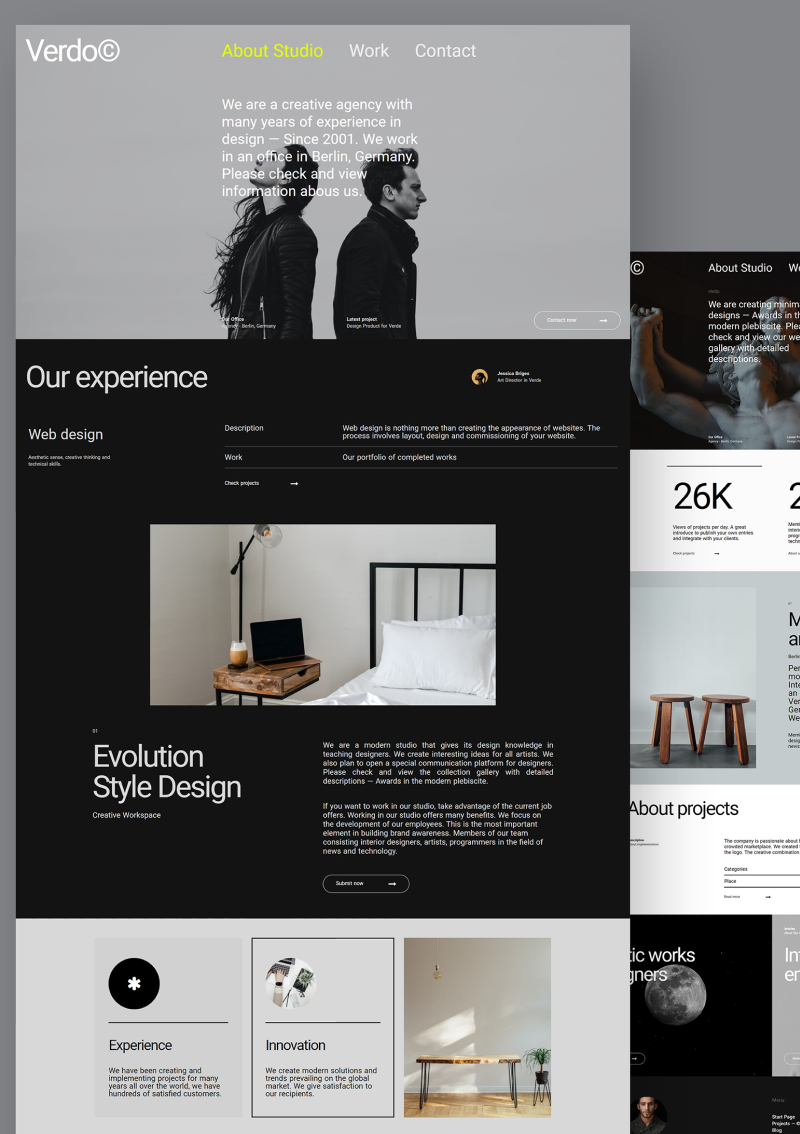 Verdo©
About Studio
Work
Contact
We are a creative agency with
many years of experience in
design — Since 2001. We work
in an office in Berlin, Germany.
Please check and view
information abous us.
Our Office
Agency - Berlin, Germany
Latest project
Design Product for Verde
Contact now
Our experience
Jessica Brigen
Art Director in Verde
Web design
Aesthetic sense, creative thinking and
technical skills.
Description
Web design is nothing more than creating the appearance of websites. The
process involves layout, design and commissioning of your website.
Work
Our portfolio of completed works
Check projects
01
Evolution
Style Design
Creative Workspace
We are a modern studio that gives its design knowledge in
teaching designers. We create interesting ideas for all artists. We
also plan to open a special communication platform for designers.
Please check and view the collection gallery with detailed
descriptions — Awards in the modern plebiscite.
If you want to work in our studio, take advantage of the current job
offers. Working in our studio offers many benefits. We focus on
the development of our employees. This is the most important
element in building brand awareness. Members of our team
consisting interior designers, artists, programmers in the field of
news and technology.
Submit now
Experience
We have been creating and
implementing projects for many
years all over the world, we have
hundreds of satisfied customers.
Innovation
We create modern solutions and
trends prevailing on the global
market. We give satisfaction to
our recipients.
©
About Studio
Hello
We are creating minim
designs — Awards in th
modern plebiscite. Plea
check and view our we
gallery with detailed
descriptions.
Our Office
Agency - Berlin, Germany
26K
Views of projects per day. A great
introduce to publish your own entries
and integrate with your clients.
Check projects
01
About projects
The company is passionate about
crowded marketplace. We created
the logo. The creative combination
Categories
Place
Read more
tic works
gners
Menu
Start Page
Projects — ©
Blog